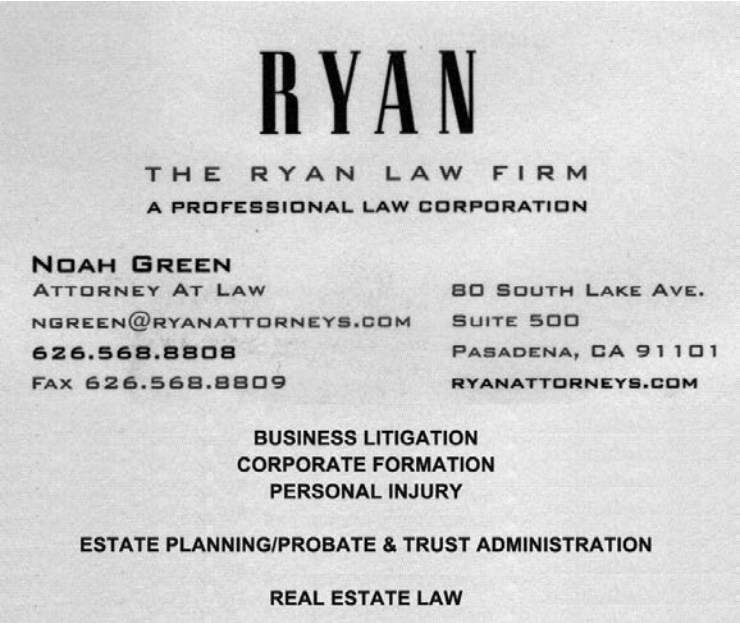 RYAN
THE RYAN LAW FIRM
A PROFESSIONAL LAW CORPORATION
NOAH GREEN
ATTORNEY AT LAW
NGREEN@RYANATTORNEYS.COM
626.568.8808
FAX 626.568.8809
80 SOUTH LAKE AVE.
SUITE 500
PASADENA, CA 91101
RYANATTORNEYS.COM
BUSINESS LITIGATION
CORPORATE FORMATION
PERSONAL INJURY
ESTATE PLANNING/PROBATE & TRUST ADMINISTRATION
REAL ESTATE LAW